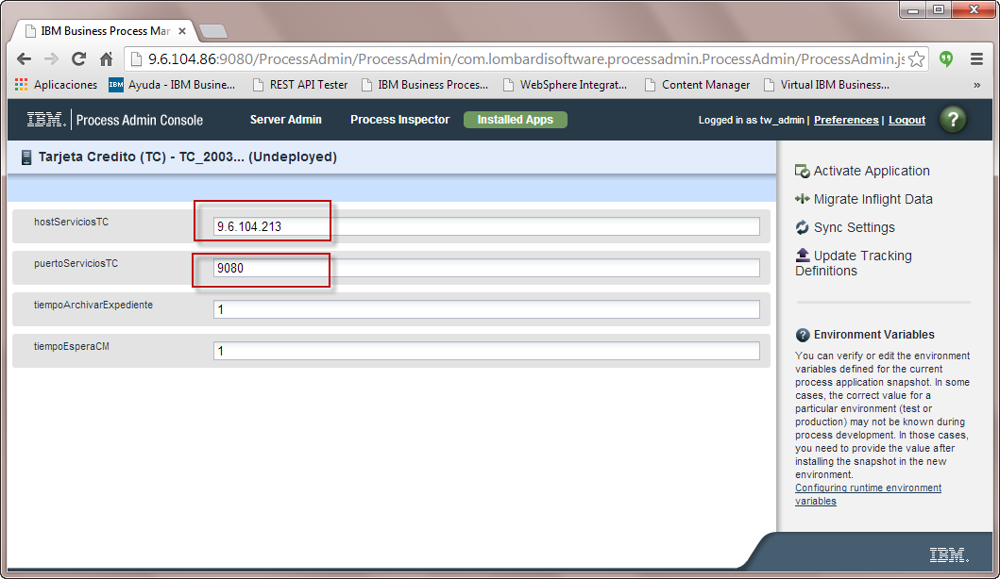 IBM Business Process Mar
9.6.104.86:9080/ProcessAdmin/ProcessAdmin/com.lombardisoftware.processadmin.ProcessAdmin/ProcessAdmin.js
Aplicaciones IBM Ayuda - IBM Busine... REST API Tester IBM Business Proces... WebSphere Integrat... Content Manager Virtual IBM Business... »
IBM. Process Admin Console Server Admin Process Inspector Installed Apps Logged in as tw_admin | Preferences | Logout ?
Tarjeta Credito (TC) - TC_2003... (Undeployed)
hostServiciosTC 9.6.104.213
puertoServiciosTC 9080
tiempoArchivarExpediente 1
tiempoEsperaCM 1
Activate Application
Migrate Inflight Data
Sync Settings
Update Tracking
Definitions
? Environment Variables
You can verify or edit the environment
variables defined for the current
process application snapshot. In some
cases, the correct value for a
particular environment (test or
production) may not be known during
process development. In those cases,
you need to provide the value after
installing the snapshot in the new
environment.
Configuring runtime environment
variables
IBM.